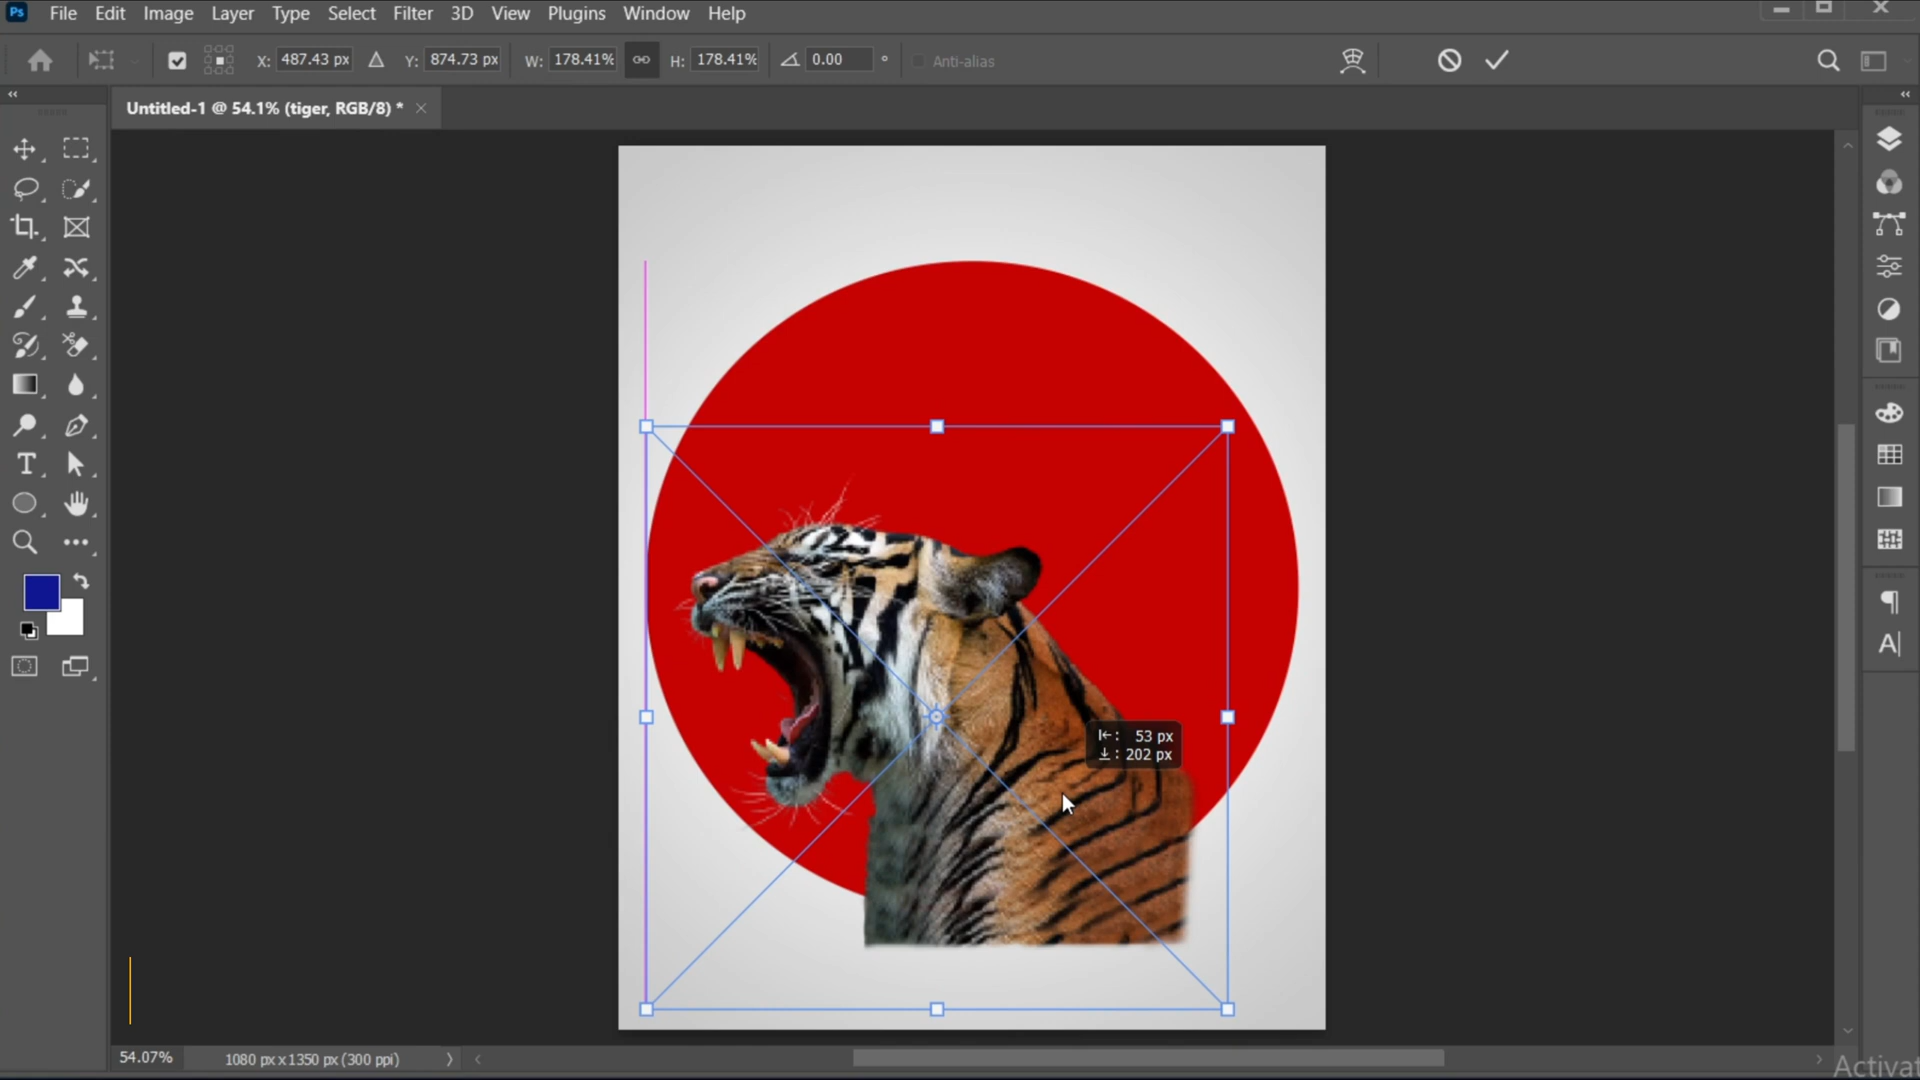 Ps File Edit Image Layer Type Select Filter 3D View Plugins Window Help
X: 487.43 px Y: 874.73 px W: 178.41% H: 178.41% 0.00 ° Anti-alias
Untitled-1 @ 54.1% (tiger, RGB/8) *
53 px
202 px
T
A
54.07% 1080 px x 1350 px (300 ppi)
Activat